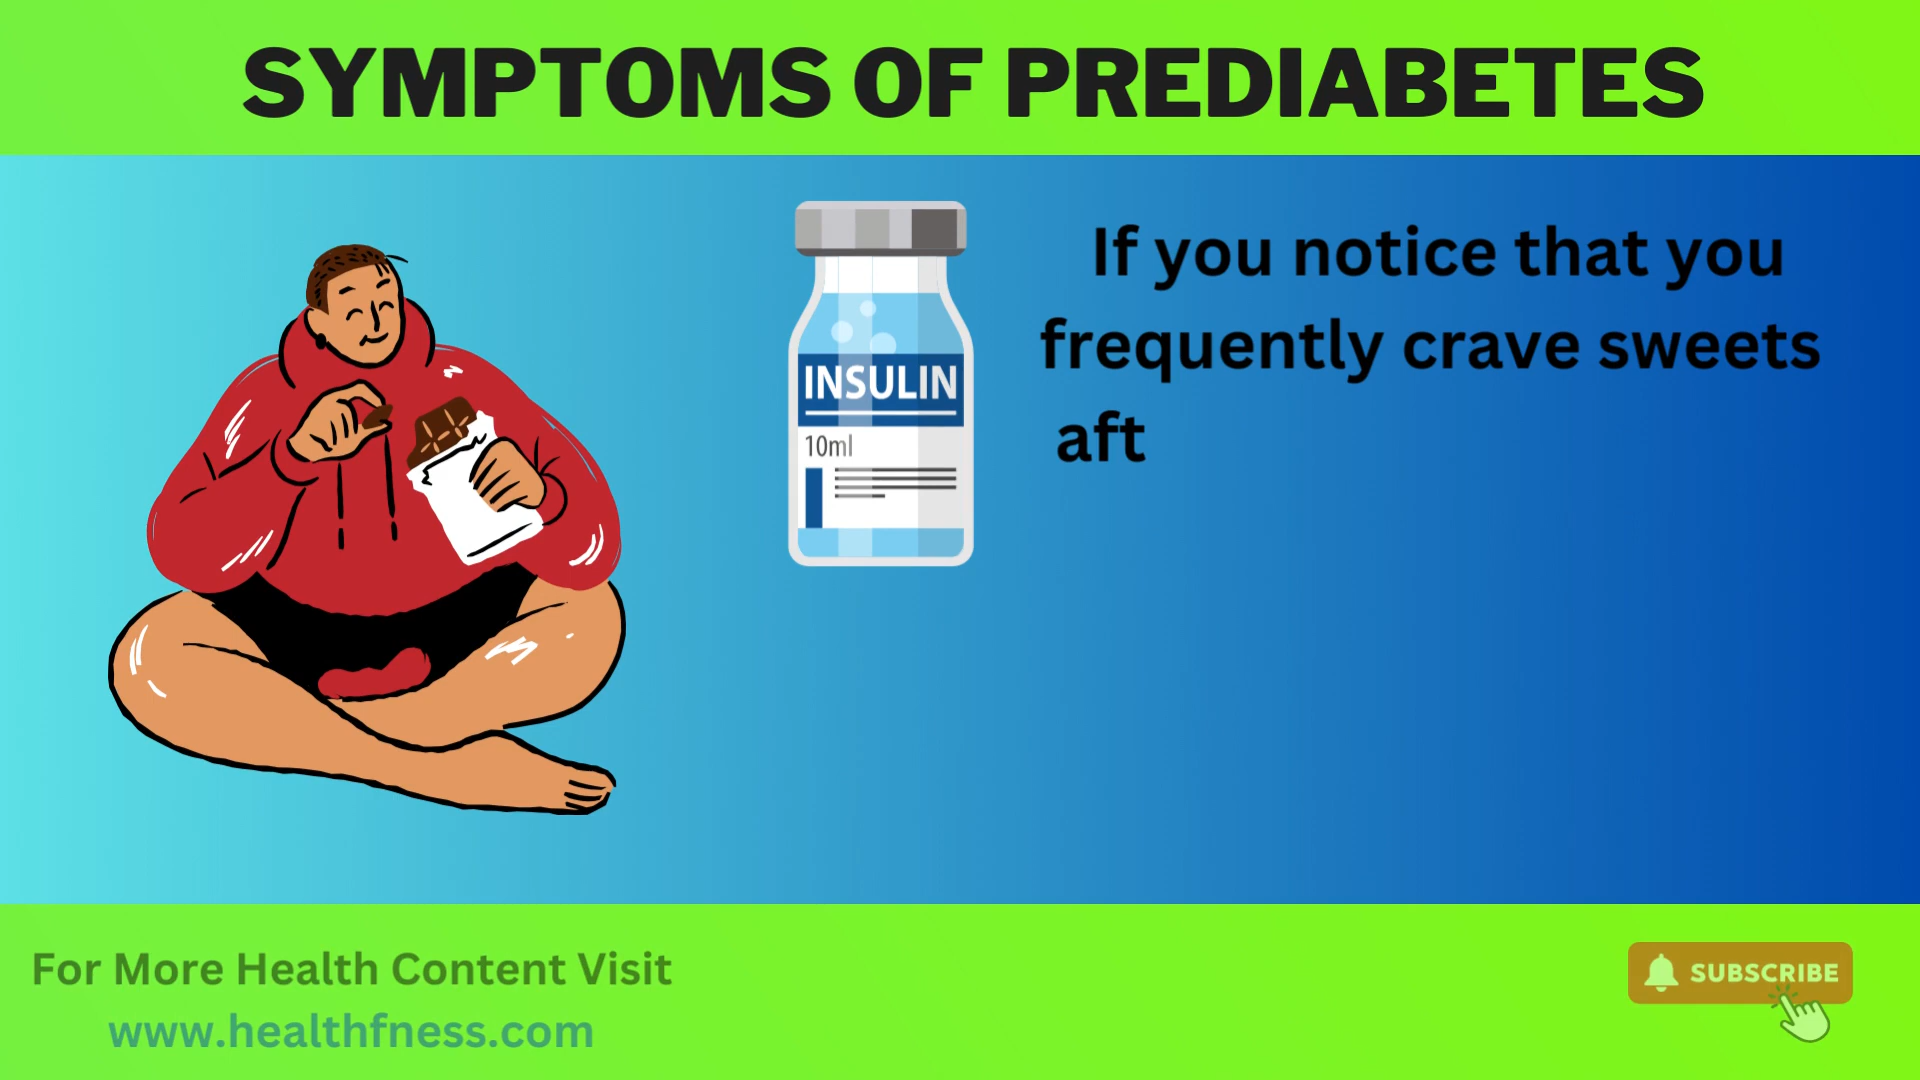 SYMPTOMS OF PREDIABETES
INSULIN
10ml
If you notice that you
frequently crave sweets
aft
For More Health Content Visit
www.healthfness.com
SUBSCRIBE